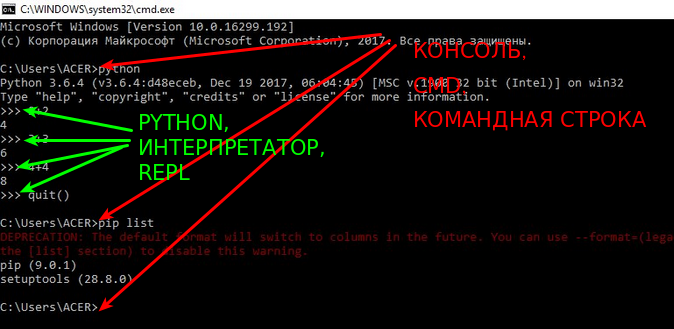 C:\WINDOWS\system32\cmd.exe
Microsoft Windows [Version 10.0.16299.192]
(c) Корпорация Майкрософт (Microsoft Corporation), 2017. Все права защищены.
КОНСОЛЬ,
CMD,
КОМАНДНАЯ СТРОКА
C:\Users\ACER>python
Python 3.6.4 (v3.6.4:d48eceb, Dec 19 2017, 06:04:45) [MSC v.1900 32 bit (Intel)] on win32
Type "help", "copyright", "credits" or "license" for more information.
>>> 2+2
4
>>> 3+3
6
>>> 4+4
8
>>> quit()
PYTHON,
ИНТЕРПРЕТАТОР,
REPL
C:\Users\ACER>pip list
DEPRECATION: The default format will switch to columns in the future. You can use --format=(lega
the [list] section) to disable this warning.
pip (9.0.1)
setuptools (28.8.0)
C:\Users\ACER>